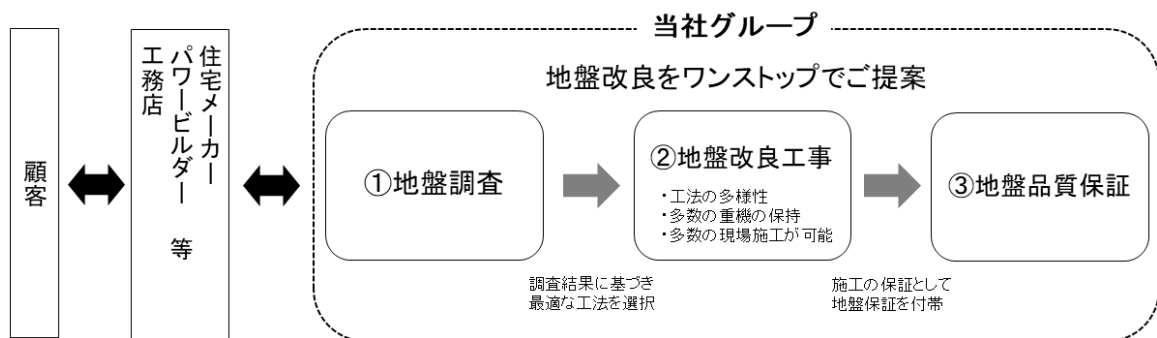 顧客
住宅メーカー
パワービルダー 等
工務店
当社グループ
地盤改良をワンストップでご提案
①地盤調査
調査結果に基づき
最適な工法を選択
②地盤改良工事
・工法の多様性
・多数の重機の保持
・多数の現場施工が可能
施工の保証として
地盤保証を付帯
③地盤品質保証